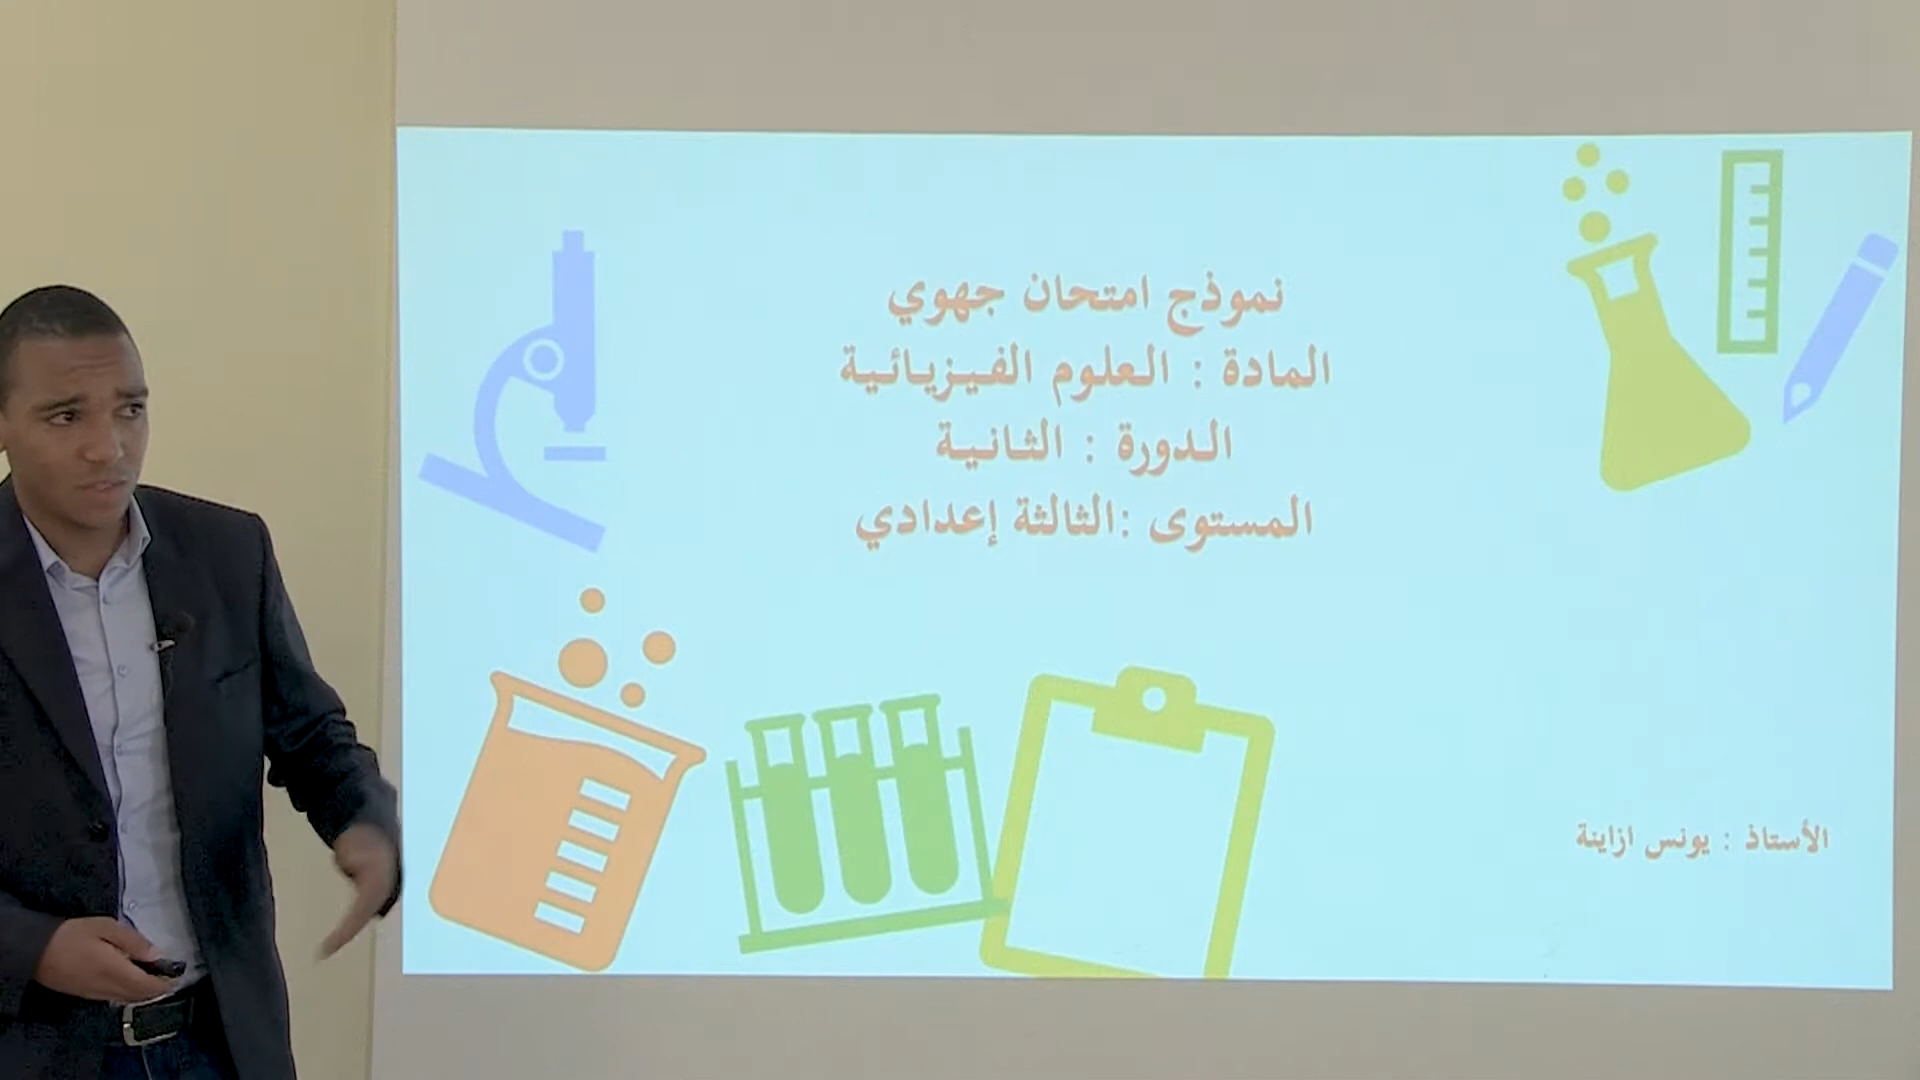 نموذج امتحان جهوي
المادة : العلوم الفيزيائية
الدورة : الثانية
المستوى :الثالثة إعدادي
الأستاذ : يونس ازاينة